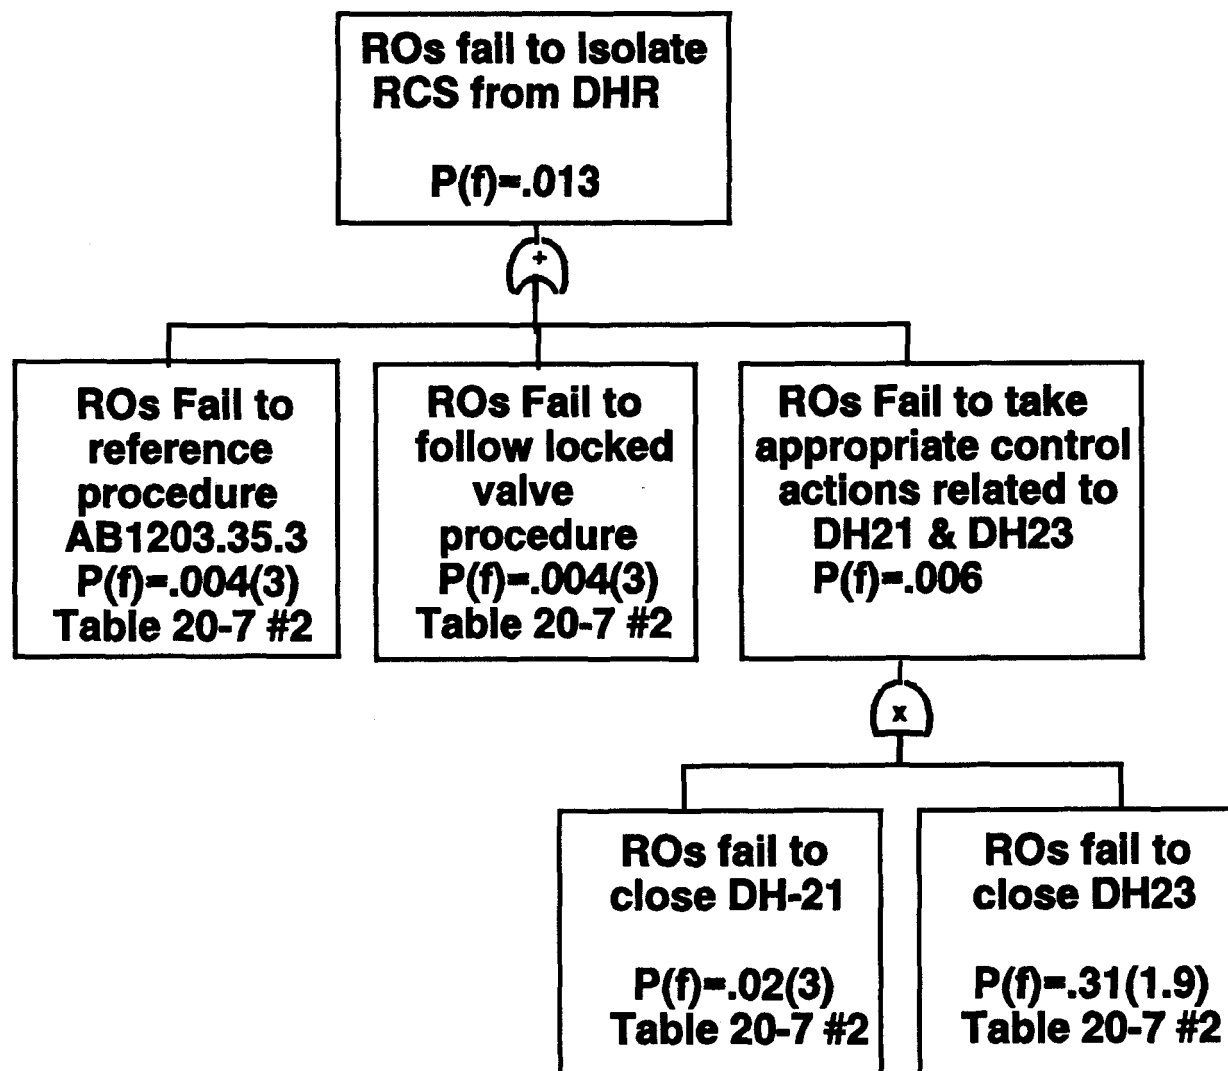 ROs fail to isolate
RCS from DHR
P(f)=.013
+
ROs Fail to
reference
procedure
AB1203.35.3
P(f)=.004(3)
Table 20-7 #2
ROs Fail to
follow locked
valve
procedure
P(f)=.004(3)
Table 20-7 #2
ROs Fail to take
appropriate control
actions related to
DH21 & DH23
P(f)=.006
x
ROs fail to
close DH-21
P(f)=.02(3)
Table 20-7 #2
ROs fail to
close DH23
P(f)=.31(1.9)
Table 20-7 #2